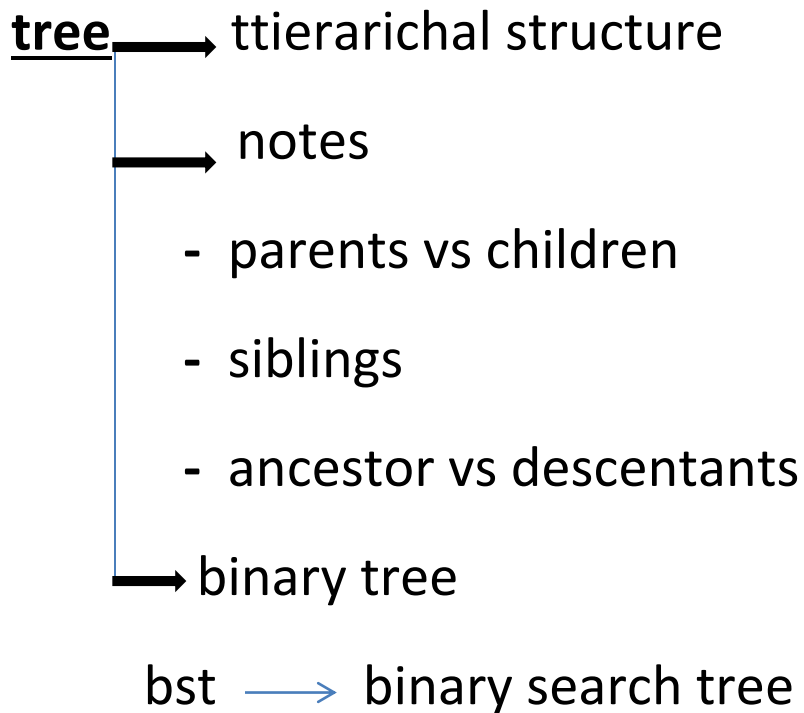 tree ttierarichal structure
notes
- parents vs children
- siblings
- ancestor vs descentants
binary tree
bst binary search tree